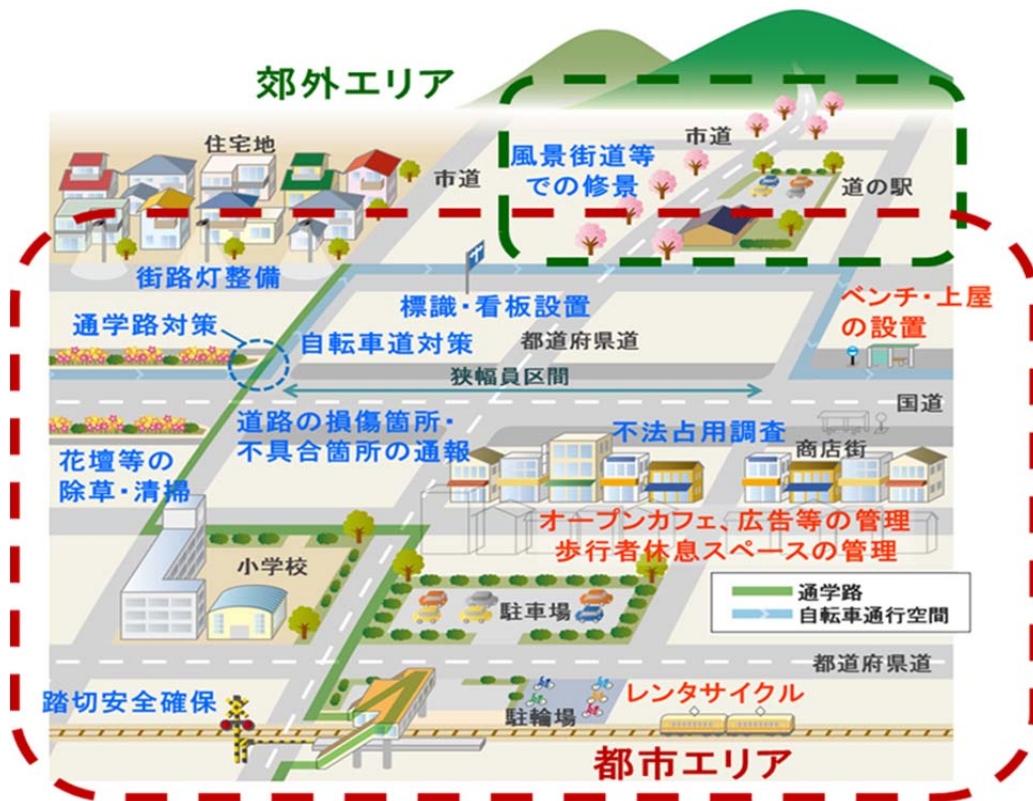 郊外エリア
住宅地
市道
市道
風景街道等
での修景
道の駅
街路灯整備
標識・看板設置
ベンチ・上屋
の設置
通学路対策
自転車道対策
都道府県道
狭幅員区間
国道
道路の損傷箇所・
不具合箇所の通報
不法占用調査
商店街
花壇等の
除草・清掃
オープンカフェ、広告等の管理
歩行者休息スペースの管理
小学校
駐車場
通学路
自転車通行空間
都道府県道
踏切安全確保
駐輪場
レンタサイクル
都市エリア